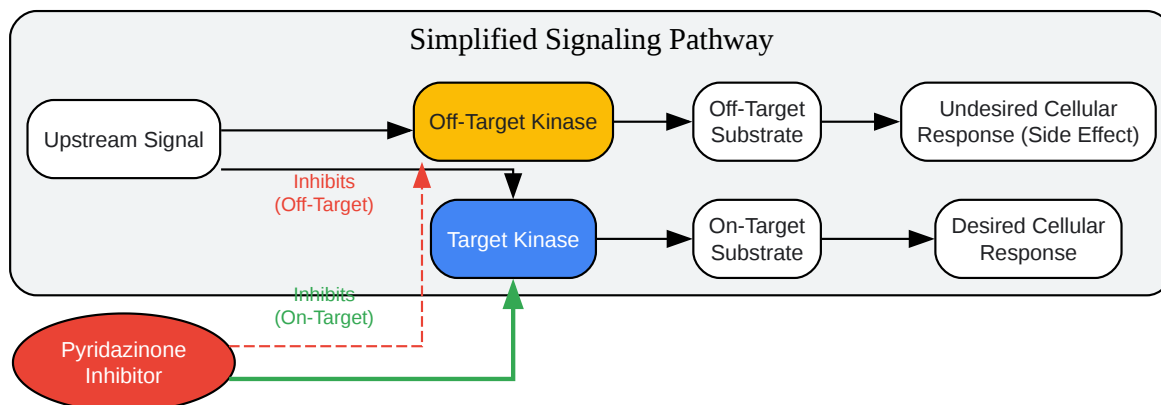 Simplified Signaling Pathway
Upstream Signal
Off-Target Kinase
Off-Target
Substrate
Undesired Cellular
Response (Side Effect)
Inhibits
(Off-Target)
Target Kinase
On-Target
Substrate
Desired Cellular
Response
Inhibits
(On-Target)
Pyridazinone
Inhibitor